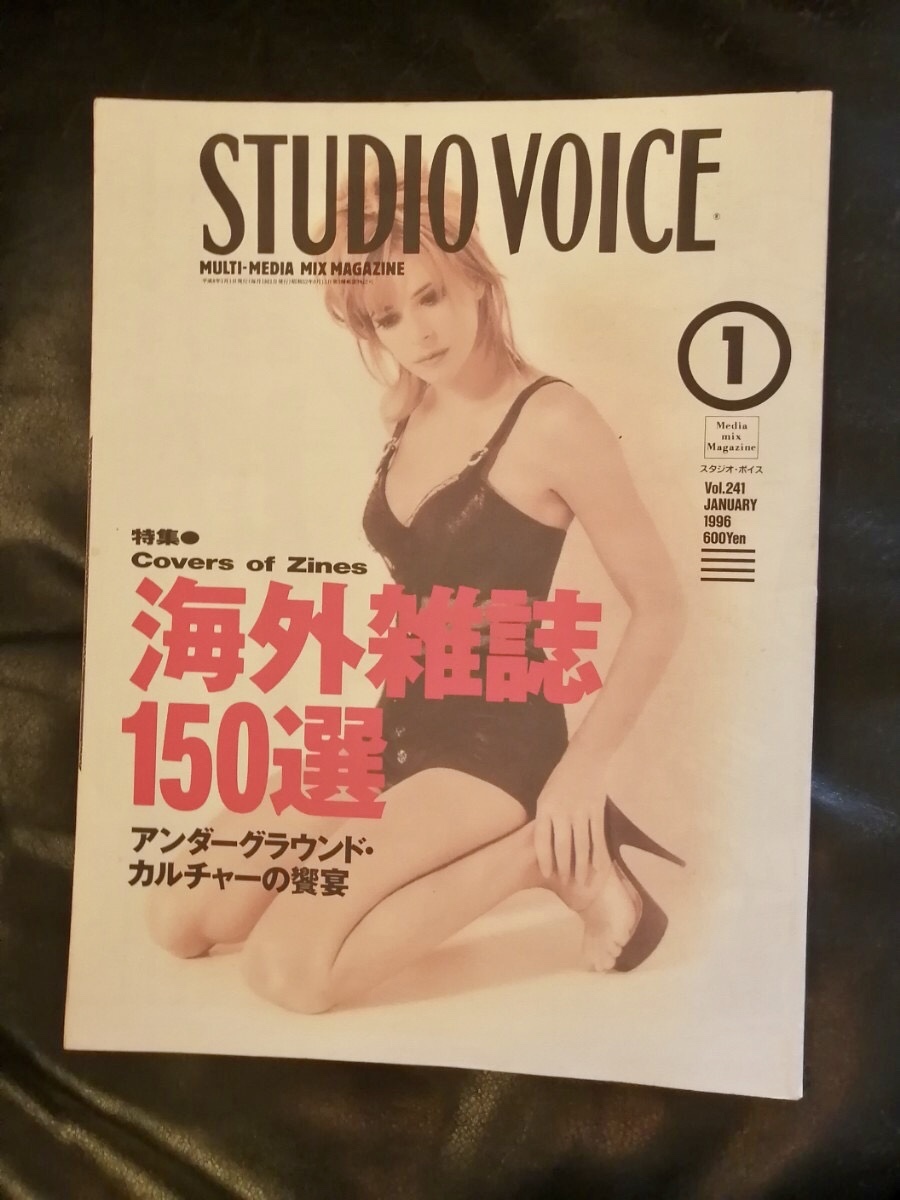 STUDIO VOICE
MULTI-MEDIA MIX MAGAZINE
1
Media
mix
Magazine
スタジオ・ボイス
Vol.241
JANUARY
1996
600Yen
特集●
Covers of Zines
海外雑誌
150選
アンダーグラウンド・
カルチャーの饗宴